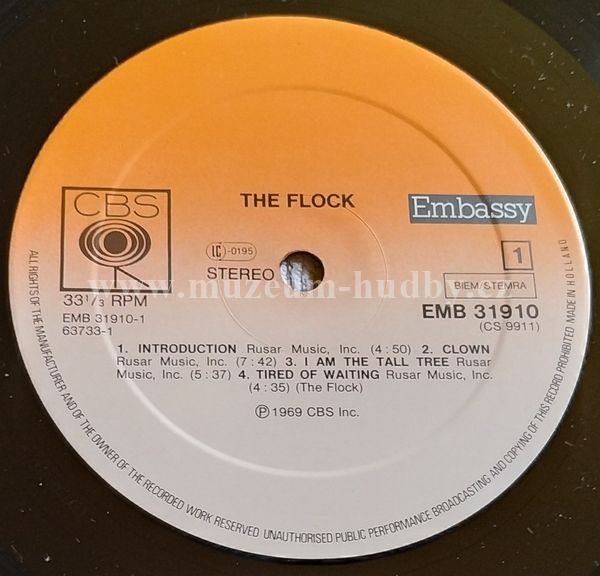 THE FLOCK
CBS
Embassy
LC-0195
STEREO
1
BIEM/STEMRA
33 1/3 RPM
EMB 31910-1
63733-1
EMB 31910
(CS 9911)
1. INTRODUCTION Rusar Music, Inc. (4:50) 2. CLOWN
Rusar Music, Inc. (7:42) 3. I AM THE TALL TREE Rusar
Music, Inc. (5:37) 4. TIRED OF WAITING Rusar Music, Inc.
(4:35) (The Flock)
Ⓟ 1969 CBS Inc.
ALL RIGHTS OF THE MANUFACTURER AND OF THE OWNER OF THE RECORDED WORK RESERVED UNAUTHORISED PUBLIC PERFORMANCE BROADCASTING AND COPYING OF THIS RECORD PROHIBITED MADE IN HOLLAND
www.muzeum-hudby.cz